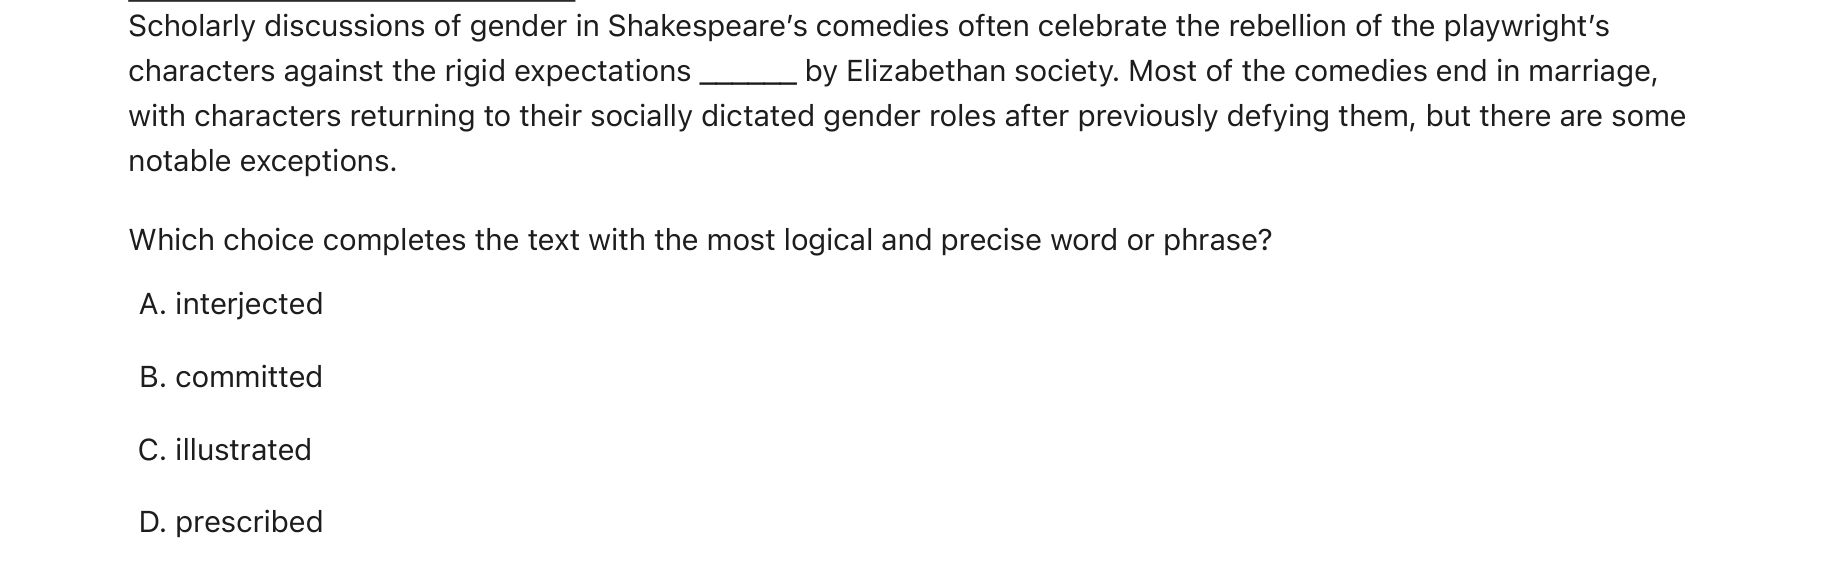 Scholarly discussions of gender in Shakespeare’s comedies often celebrate the rebellion of the playwright’s
characters against the rigid expectations ______ by Elizabethan society. Most of the comedies end in marriage,
with characters returning to their socially dictated gender roles after previously defying them, but there are some
notable exceptions.
Which choice completes the text with the most logical and precise word or phrase?
A. interjected
B. committed
C. illustrated
D. prescribed